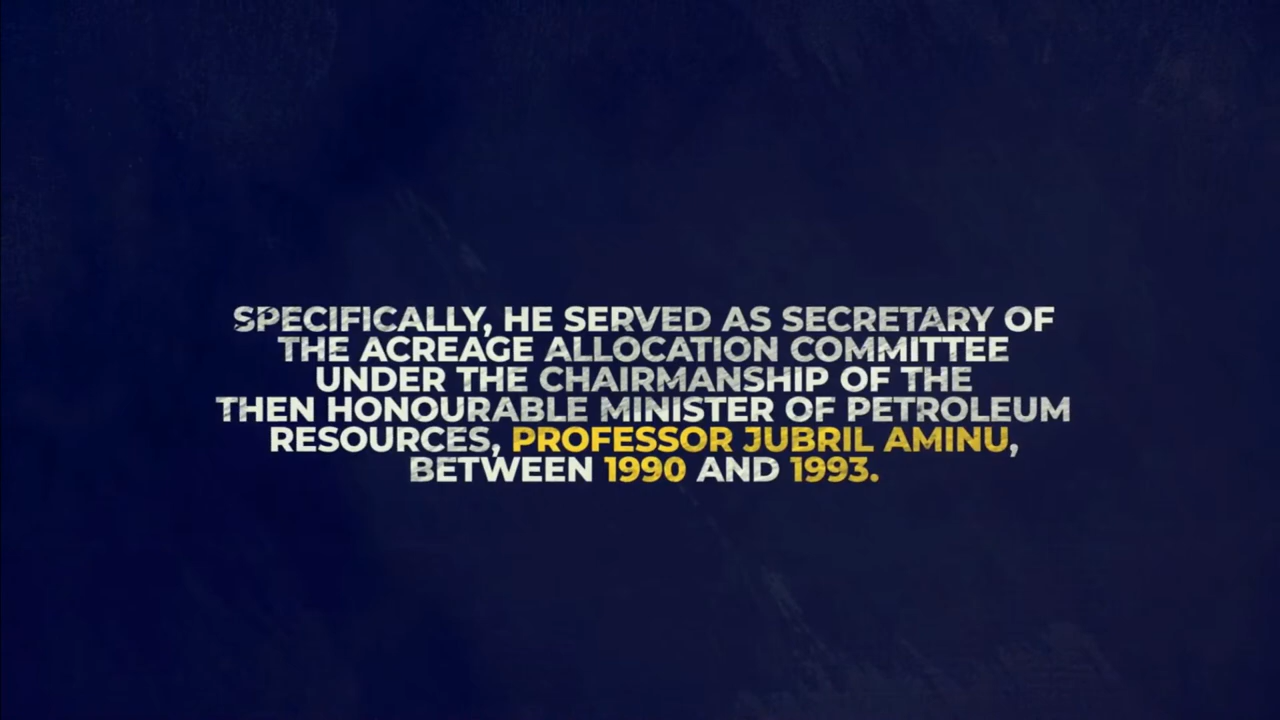 SPECIFICALLY, HE SERVED AS SECRETARY OF
THE ACREAGE ALLOCATION COMMITTEE
UNDER THE CHAIRMANSHIP OF THE
THEN HONOURABLE MINISTER OF PETROLEUM
RESOURCES, PROFESSOR JUBRIL AMINU,
BETWEEN 1990 AND 1993.